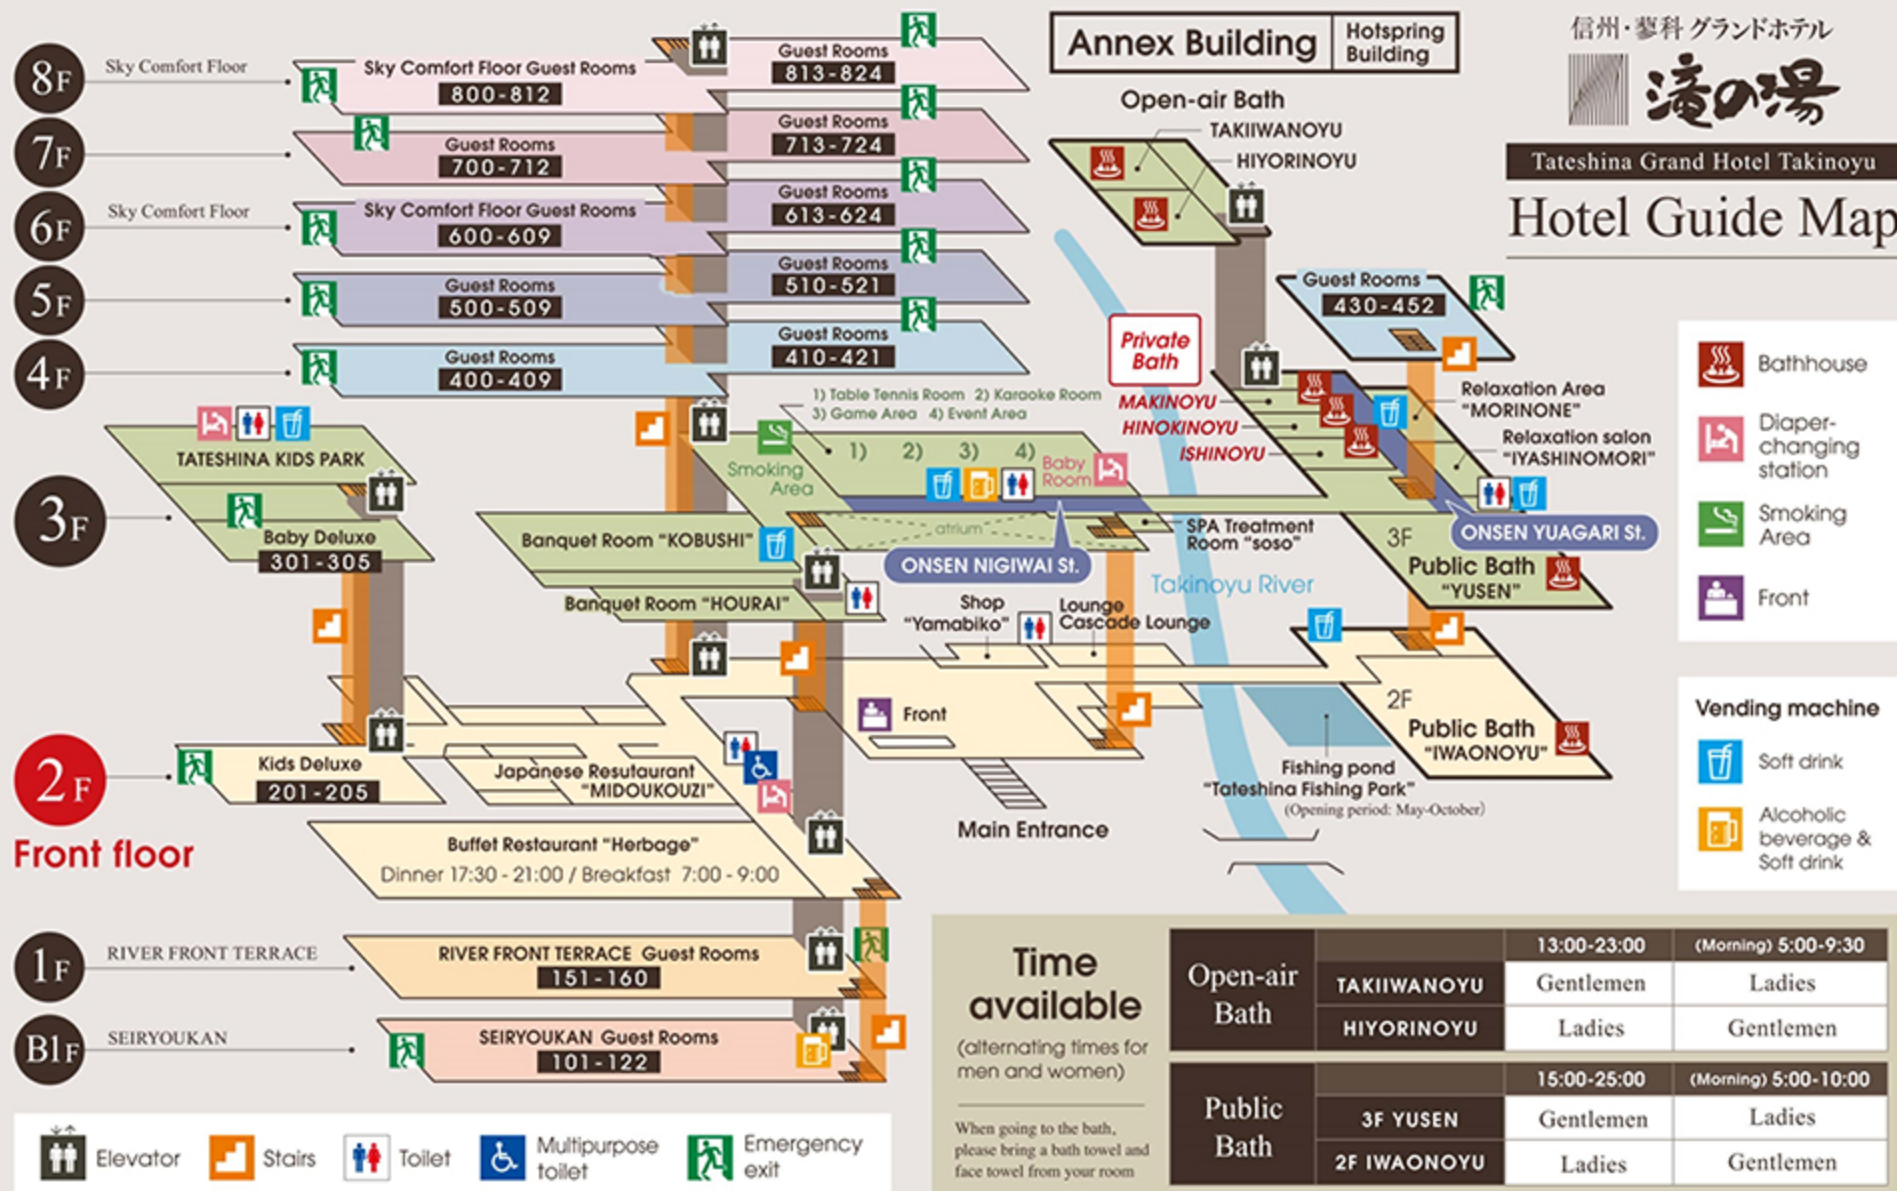 信州・蓼科 グランドホテル
滝の湯
Tateshina Grand Hotel Takinoyu
Hotel Guide Map
Annex Building
Hotspring
Building
8F
Sky Comfort Floor
Sky Comfort Floor Guest Rooms
800-812
Guest Rooms
813-824
7F
Guest Rooms
700-712
Guest Rooms
713-724
6F
Sky Comfort Floor
Sky Comfort Floor Guest Rooms
600-609
Guest Rooms
613-624
5F
Guest Rooms
500-509
Guest Rooms
510-521
4F
Guest Rooms
400-409
Guest Rooms
410-421
Open-air Bath
TAKIIWANOYU
HIYORINOYU
Guest Rooms
430-452
Private
Bath
MAKINOYU
HINOKINOYU
ISHINOYU
Relaxation Area
"MORINONE"
Relaxation salon
"IYASHINOMORI"
ONSEN YUAGARI St.
3F
Public Bath
"YUSEN"
3F
TATESHINA KIDS PARK
Baby Deluxe
301-305
1) Table Tennis Room 2) Karaoke Room
3) Game Area 4) Event Area
Smoking
Area
1) 2) 3) 4)
Baby
Room
atrium
SPA Treatment
Room "soso"
ONSEN NIGIWAI St.
Banquet Room "KOBUSHI"
Banquet Room "HOURAI"
Takinoyu River
Shop
"Yamabiko"
Lounge
Cascade Lounge
2F
Front floor
Kids Deluxe
201-205
Japanese Resutaurant
"MIDOUKOUZI"
Front
Main Entrance
Buffet Restaurant "Herbage"
Dinner 17:30 - 21:00 / Breakfast 7:00 - 9:00
2F
Public Bath
"IWAONOYU"
Fishing pond
"Tateshina Fishing Park"
(Opening period: May-October)
1F
RIVER FRONT TERRACE
RIVER FRONT TERRACE Guest Rooms
151-160
B1F
SEIRYOUKAN
SEIRYOUKAN Guest Rooms
101-122
Bathhouse
Diaper-
changing
station
Smoking
Area
Front
Vending machine
Soft drink
Alcoholic
beverage &
Soft drink
Elevator
Stairs
Toilet
Multipurpose
toilet
Emergency
exit
Time
available
(alternating times for
men and women)
When going to the bath,
please bring a bath towel and
face towel from your room
Open-air
Bath
13:00-23:00 (Morning) 5:00-9:30
TAKIIWANOYU Gentlemen Ladies
HIYORINOYU Ladies Gentlemen
Public
Bath
15:00-25:00 (Morning) 5:00-10:00
3F YUSEN Gentlemen Ladies
2F IWAONOYU Ladies Gentlemen